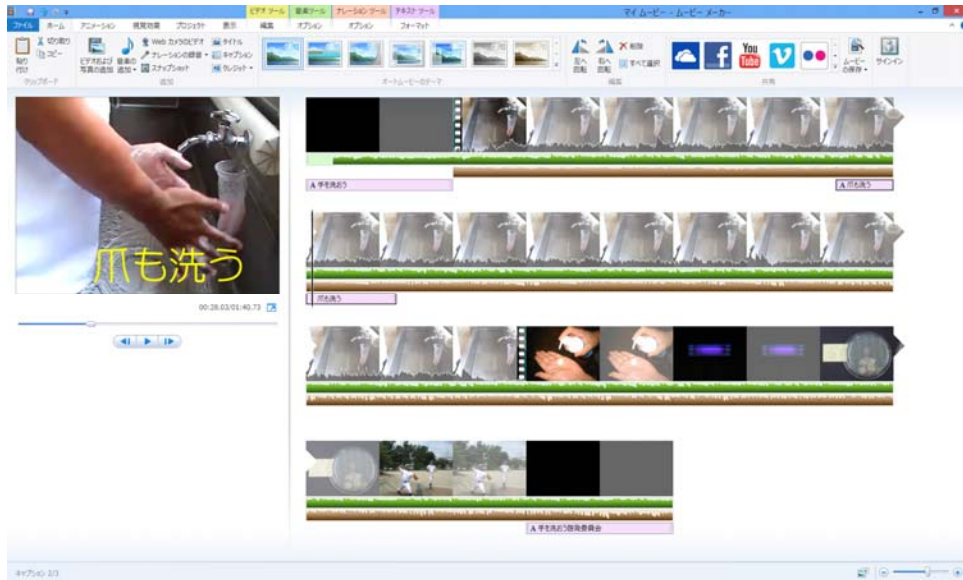 ビデオ ツール 音楽ツール ナレーション ツール テキスト ツール マイ ムービー - ムービー メーカー
ファイル ホーム アニメーション 視覚効果 プロジェクト 表示 編集 オプション オプション フォーマット
貼り付け
切り取り
コピー
クリップボード
ビデオおよび写真の追加
音楽の追加
Web カメラのビデオ
ナレーションの録音
スナップショット
タイトル
キャプション
クレジット
追加
オートムービーのテーマ
左へ回転
右へ回転
削除
すべて選択
編集
f
You Tube
V
共有
ムービーの保存
サインイン
爪も洗う
00:28.03/01:40.73
A 手を洗おう
A 爪も洗う
爪も洗う
A 手を洗おう啓発委員会
キャプション 2/3